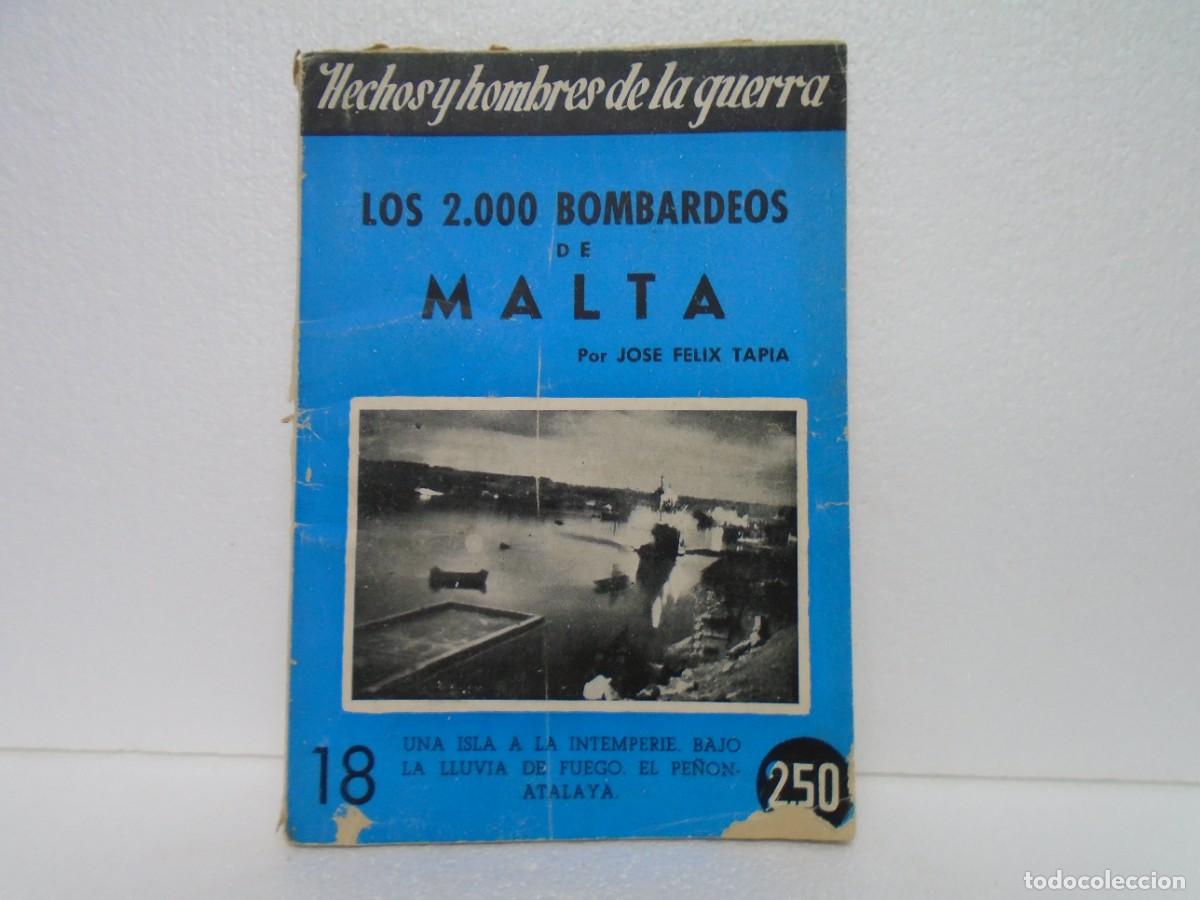 Hechos y hombres de la guerra
LOS 2.000 BOMBARDEOS
DE
MALTA
Por JOSE FELIX TAPIA
UNA ISLA A LA INTEMPERIE. BAJO
LA LLUVIA DE FUEGO. EL PEÑON-
ATALAYA.
18
2.50
todocoleccion